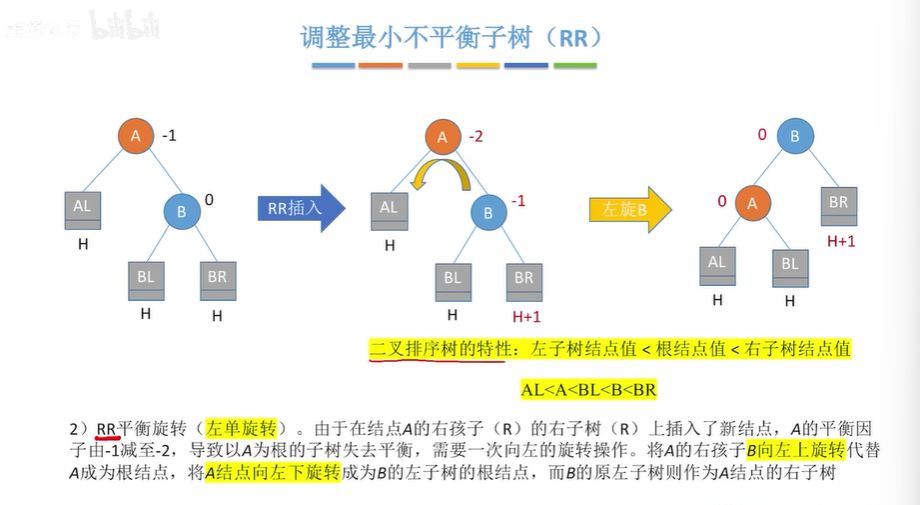 bilibili
调整最小不平衡子树（RR）
A -1
AL
H
B 0
BL
H
BR
H
RR插入
A -2
AL
H
B -1
BL
H
BR
H+1
左旋B
0 B
0 A
BR
H+1
AL
H
BL
H
二叉排序树的特性：左子树结点值 < 根结点值 < 右子树结点值
AL<A<BL<B<BR
2）RR平衡旋转（左单旋转）。由于在结点A的右孩子（R）的右子树（R）上插入了新结点，A的平衡因
子由-1减至-2，导致以A为根的子树失去平衡，需要一次向左的旋转操作。将A的右孩子B向左上旋转代替
A成为根结点，将A结点向左下旋转成为B的左子树的根结点，而B的原左子树则作为A结点的右子树